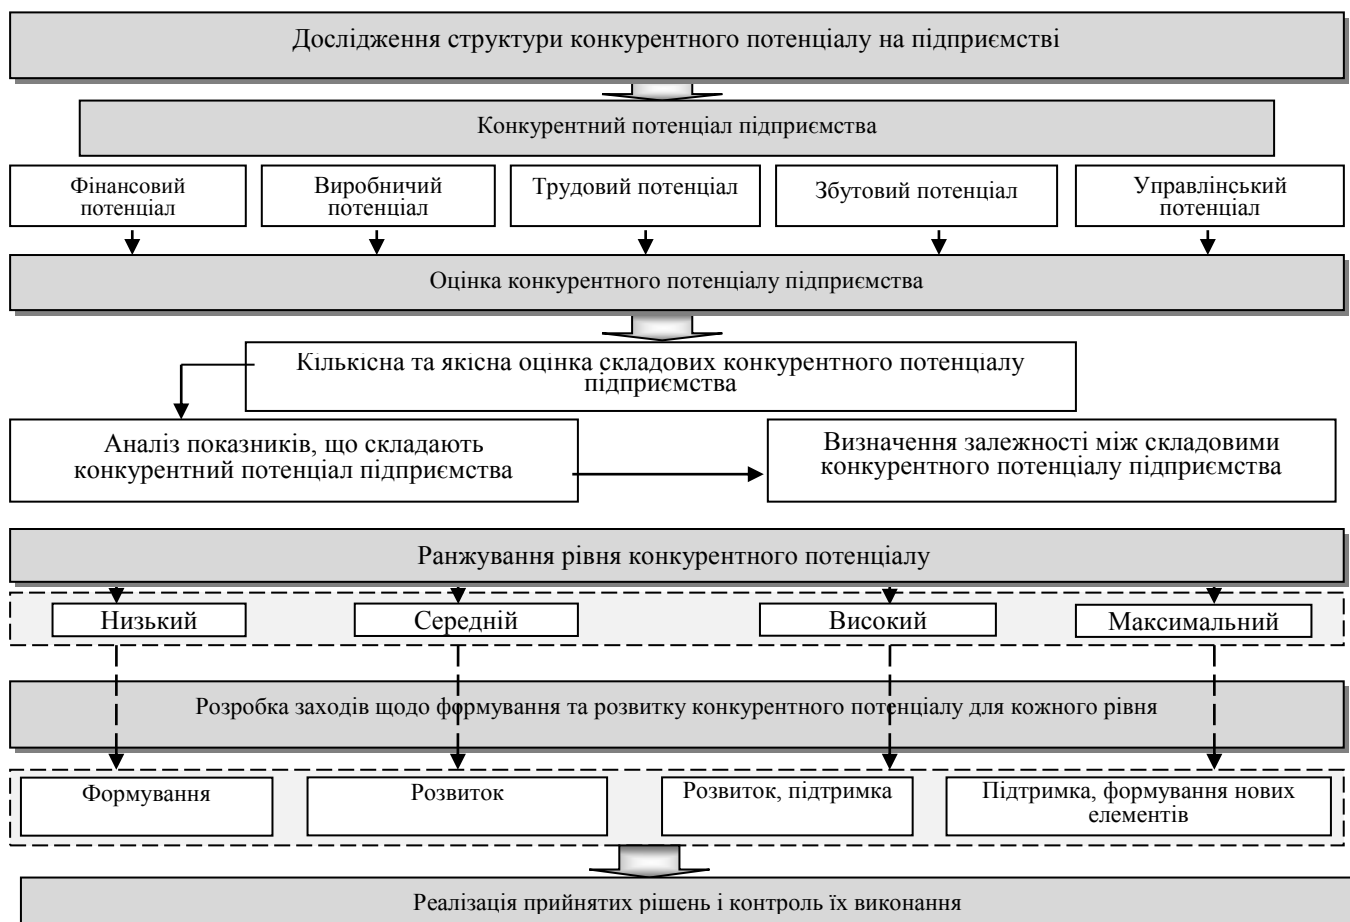 Дослідження структури конкурентного потенціалу на підприємстві
Конкурентний потенціал підприємства
Фінансовий
потенціал
Виробничий
потенціал
Трудовий потенціал
Збутовий потенціал
Управлінський
потенціал
Оцінка конкурентного потенціалу підприємства
Кількісна та якісна оцінка складових конкурентного потенціалу
підприємства
Аналіз показників, що складають
конкурентний потенціал підприємства
Визначення залежності між складовими
конкурентного потенціалу підприємства
Ранжування рівня конкурентного потенціалу
Низький
Середній
Високий
Максимальний
Розробка заходів щодо формування та розвитку конкурентного потенціалу для кожного рівня
Формування
Розвиток
Розвиток, підтримка
Підтримка, формування нових
елементів
Реалізація прийнятих рішень і контроль їх виконання